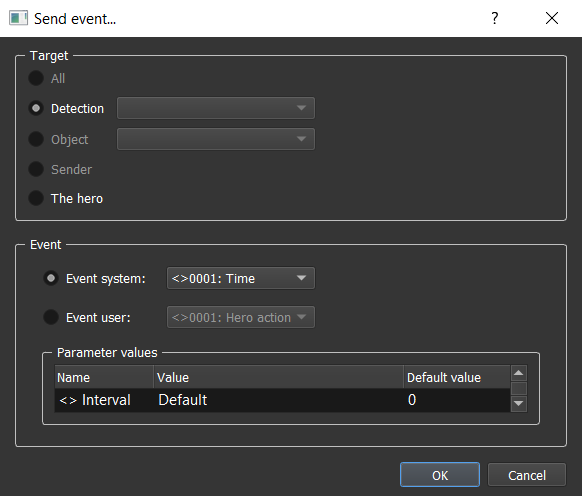 Send event...
?
Target
All
Detection
Object
Sender
The hero
Event
Event system: <>0001: Time
Event user: <>0001: Hero action
Parameter values
Name Value Default value
<> Interval Default 0
OK Cancel